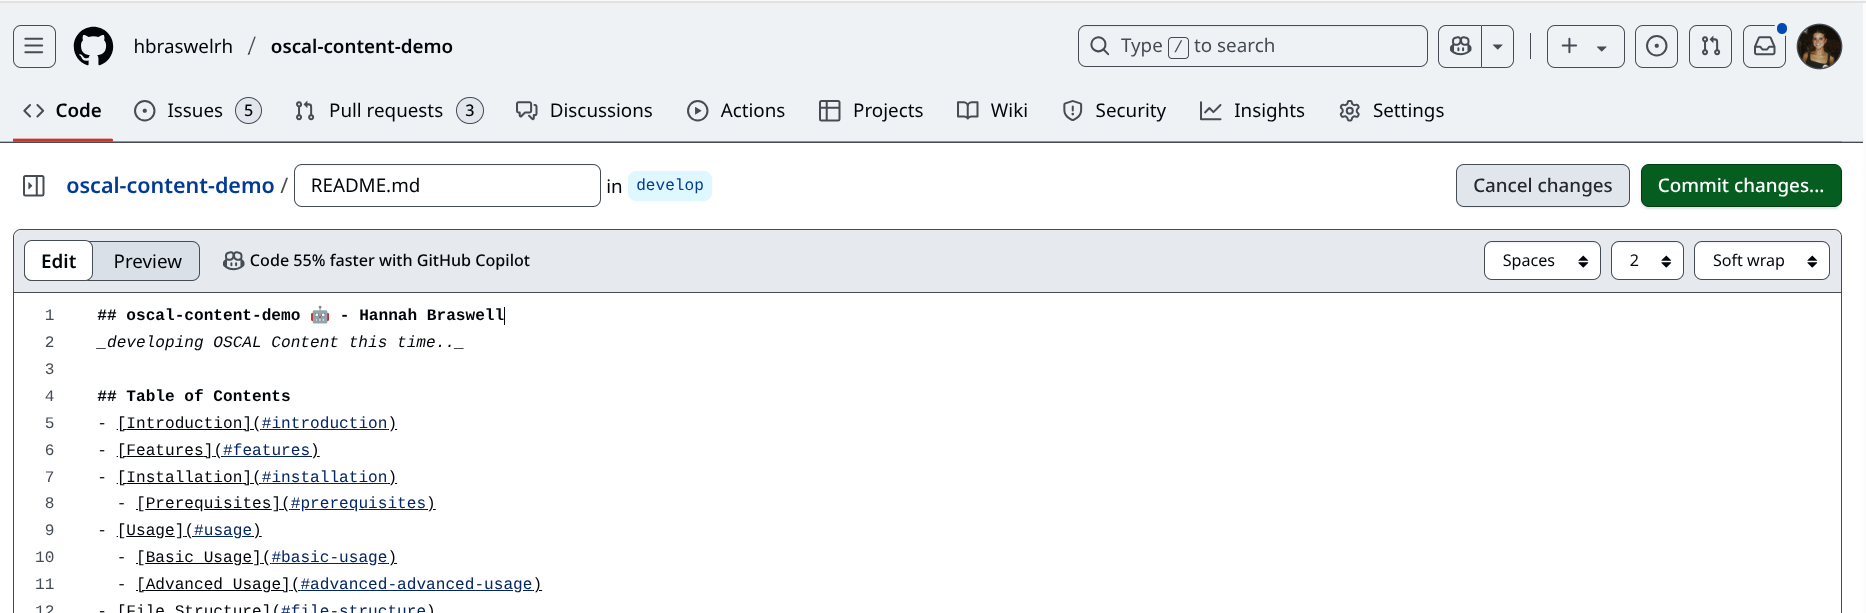 hbraswelrh / oscal-content-demo
Type / to search
Code Issues 5 Pull requests 3 Discussions Actions Projects Wiki Security Insights Settings
oscal-content-demo / README.md in develop Cancel changes Commit changes...
Edit Preview Code 55% faster with GitHub Copilot Spaces 2 Soft wrap
1 ## oscal-content-demo 🤖 - Hannah Braswell
2 _developing OSCAL Content this time.._
3
4 ## Table of Contents
5 - [Introduction](#introduction)
6 - [Features](#features)
7 - [Installation](#installation)
8 - [Prerequisites](#prerequisites)
9 - [Usage](#usage)
10 - [Basic Usage](#basic-usage)
11 - [Advanced Usage](#advanced-advanced-usage)
12 - [File Structure](#file-structure)